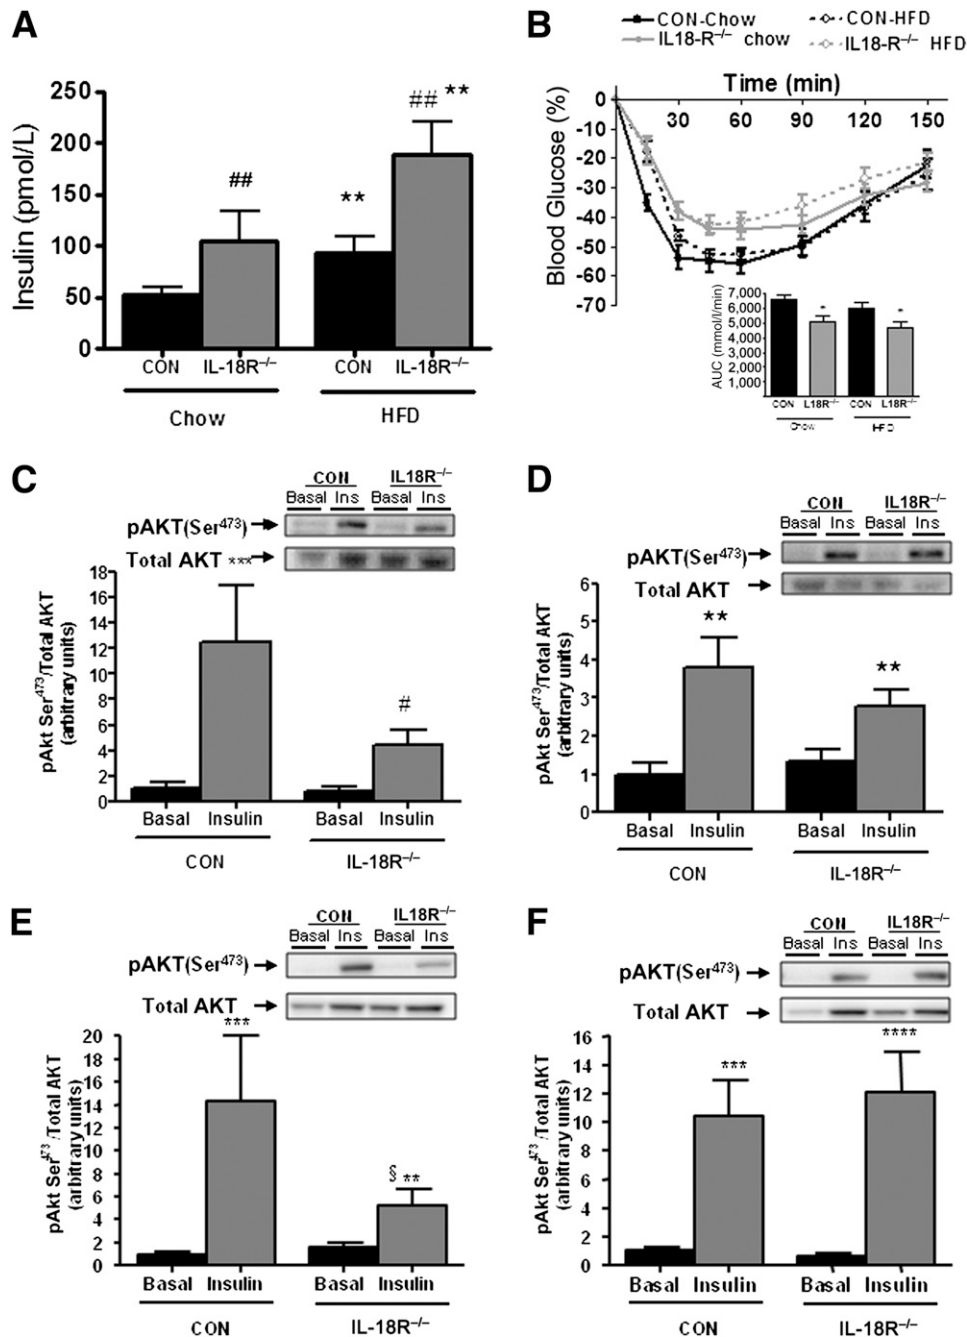 A
Insulin (pmol/L)
250
200
150
100
50
0
##
**
## **
CON IL-18R−/− CON IL-18R−/−
Chow HFD
B
CON-Chow CON-HFD
IL18-R−/− chow IL18-R−/− HFD
Time (min)
Blood Glucose (%)
0 30 60 90 120 150
-10
-20
-30
-40
-50
-60
-70
AUC (mmol/l/min)
7,000
6,000
5,000
4,000
3,000
2,000
1,000
* *
CON L18R−/− CON L18R−/−
Chow HFD
C
CON IL18R−/−
Basal Ins Basal Ins
pAKT(Ser473)
Total AKT ***
pAkt Ser473/Total AKT
(arbitrary units)
18
16
14
12
10
8
6
4
2
0
#
Basal Insulin Basal Insulin
CON IL-18R−/−
D
CON IL18R−/−
Basal Ins Basal Ins
pAKT(Ser473)
Total AKT
pAkt Ser473/Total AKT
(arbitrary units)
6
5
4
3
2
1
0
** **
Basal Insulin Basal Insulin
CON IL-18R−/−
E
CON IL18R−/−
Basal Ins Basal Ins
pAKT(Ser473)
Total AKT
pAkt Ser473/Total AKT
(arbitrary units)
20
18
16
14
12
10
8
6
4
2
0
***
§ **
Basal Insulin Basal Insulin
CON IL-18R−/−
F
CON IL18R−/−
Basal Ins Basal Ins
pAKT(Ser473)
Total AKT
pAkt Ser473/Total AKT
(arbitrary units)
16
14
12
10
8
6
4
2
0
*** ****
Basal Insulin Basal Insulin
CON IL-18R−/−